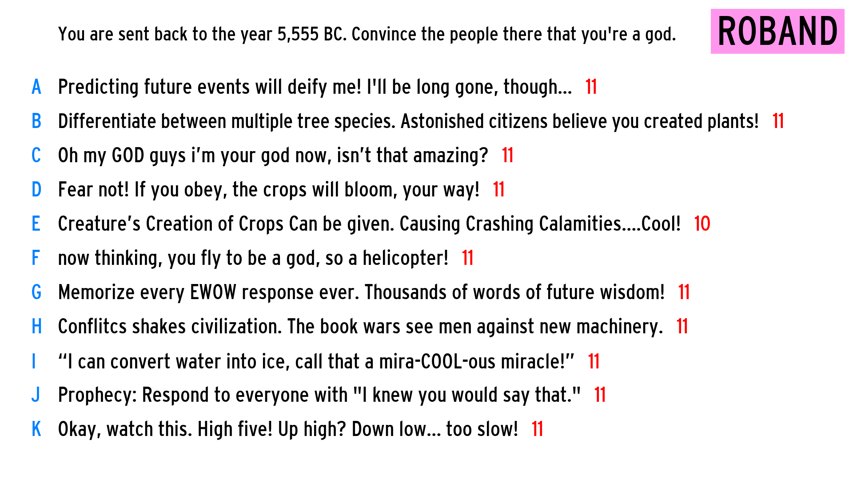 You are sent back to the year 5,555 BC. Convince the people there that you're a god.
ROBAND
A Predicting future events will deify me! I'll be long gone, though... 11
B Differentiate between multiple tree species. Astonished citizens believe you created plants! 11
C Oh my GOD guys i’m your god now, isn’t that amazing? 11
D Fear not! If you obey, the crops will bloom, your way! 11
E Creature’s Creation of Crops Can be given. Causing Crashing Calamities....Cool! 10
F now thinking, you fly to be a god, so a helicopter! 11
G Memorize every EWOW response ever. Thousands of words of future wisdom! 11
H Conflitcs shakes civilization. The book wars see men against new machinery. 11
I “I can convert water into ice, call that a mira-COOL-ous miracle!” 11
J Prophecy: Respond to everyone with "I knew you would say that." 11
K Okay, watch this. High five! Up high? Down low... too slow! 11